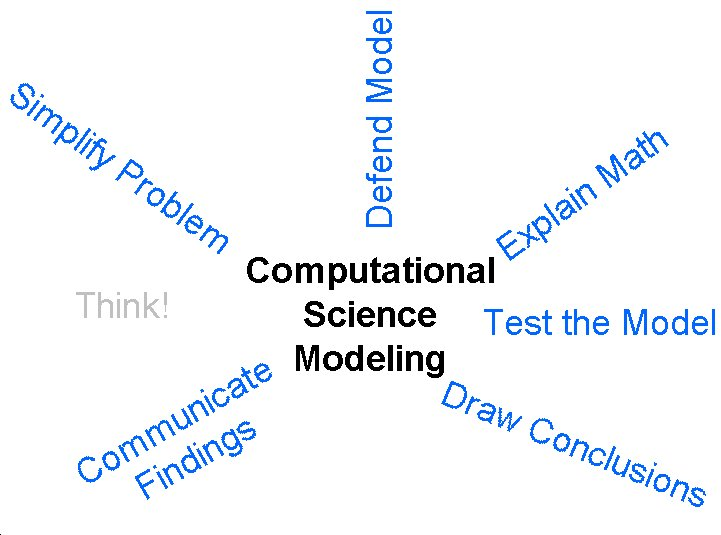 Defend Model
Simplify Problem
Explain Math
Computational
Science
Modeling
Think!
Test the Model
Communicate
Findings
Draw Conclusions